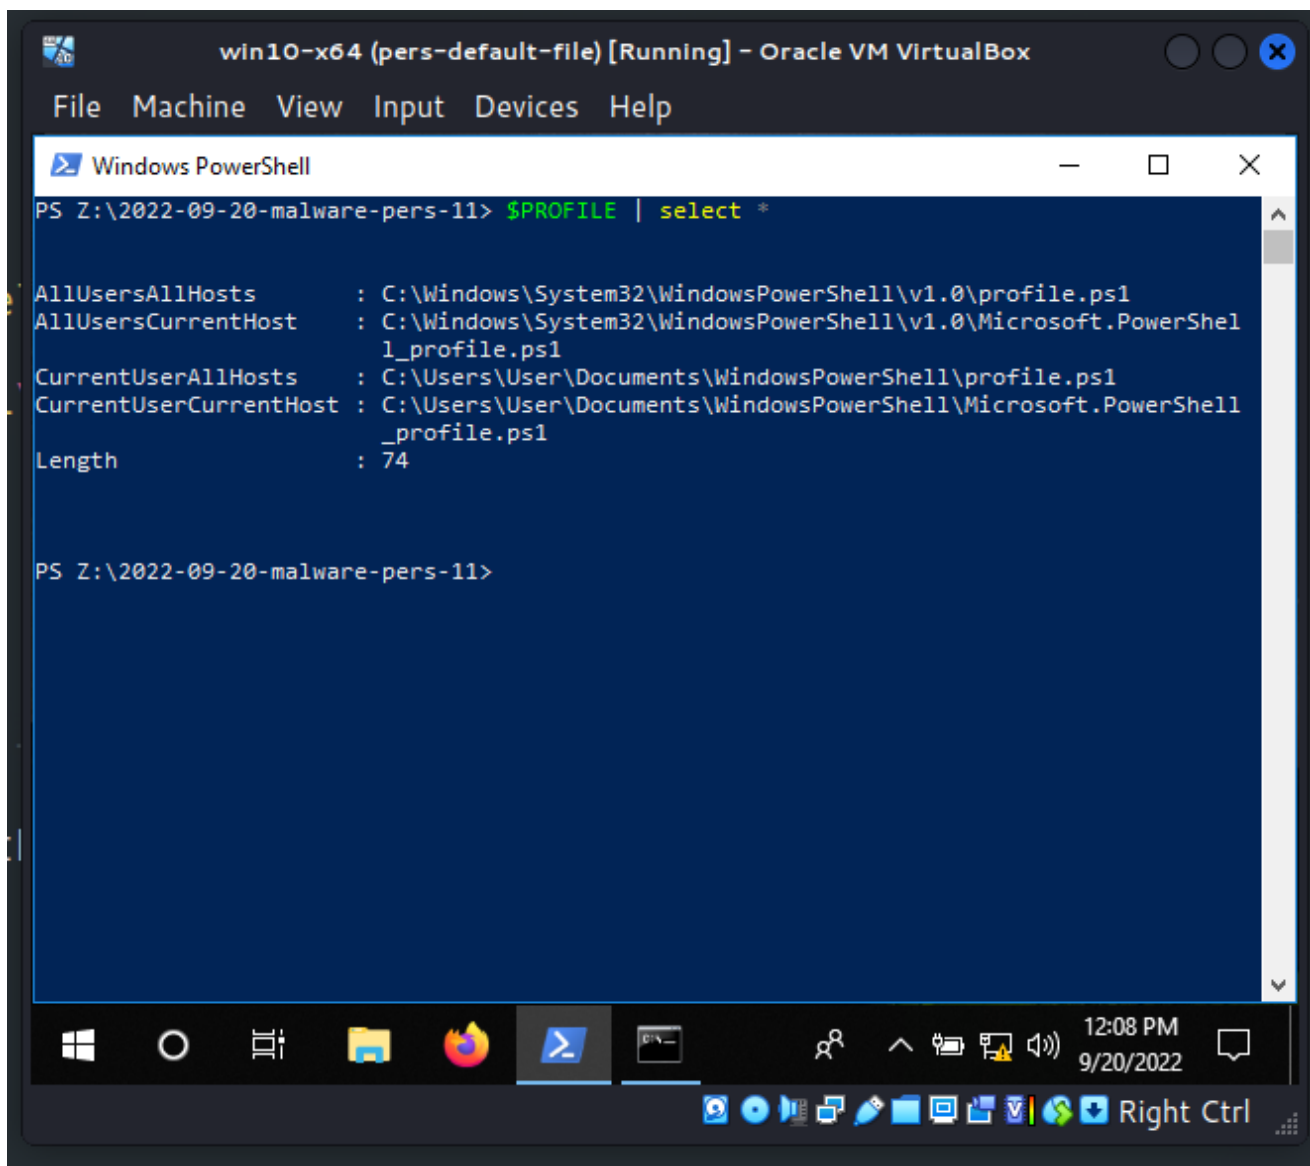 win10-x64 (pers-default-file) [Running] - Oracle VM VirtualBox
File Machine View Input Devices Help
Windows PowerShell
PS Z:\2022-09-20-malware-pers-11> $PROFILE | select *
AllUsersAllHosts : C:\Windows\System32\WindowsPowerShell\v1.0\profile.ps1
AllUsersCurrentHost : C:\Windows\System32\WindowsPowerShell\v1.0\Microsoft.PowerShel
l_profile.ps1
CurrentUserAllHosts : C:\Users\User\Documents\WindowsPowerShell\profile.ps1
CurrentUserCurrentHost : C:\Users\User\Documents\WindowsPowerShell\Microsoft.PowerShell
_profile.ps1
Length : 74
PS Z:\2022-09-20-malware-pers-11>
12:08 PM
9/20/2022
Right Ctrl